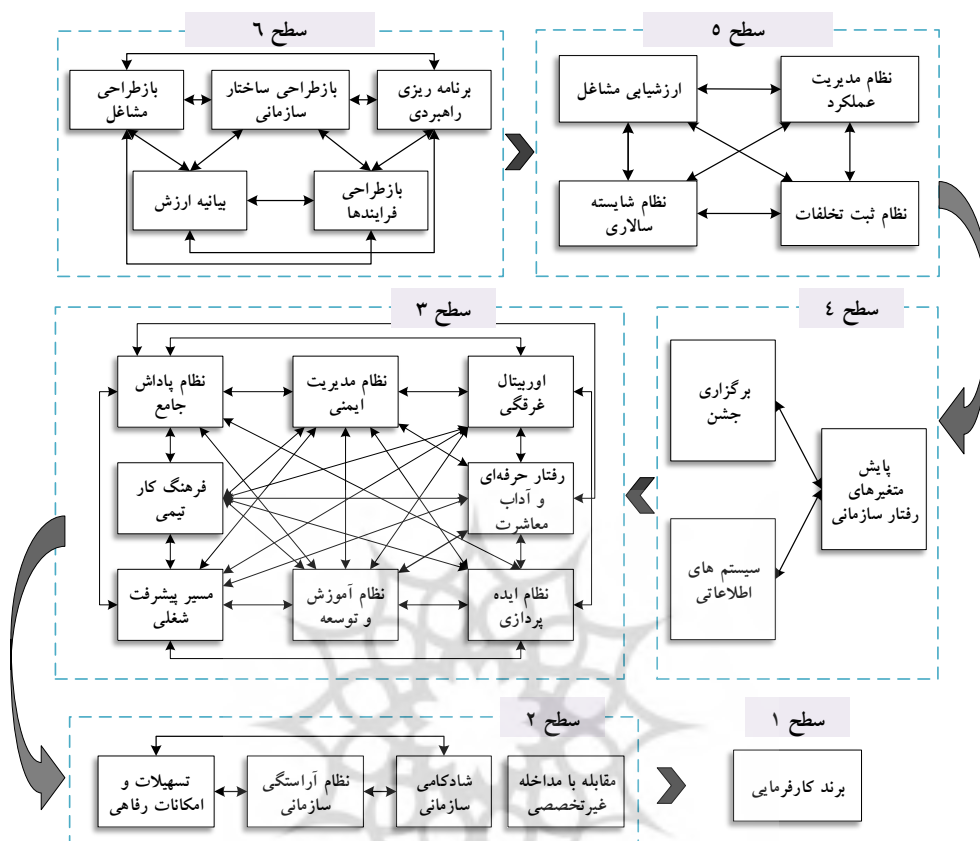 سطح ۶
بازطراحی
مشاغل
بازطراحی ساختار
سازمانی
برنامه ریزی
راهبردی
بیانیه ارزش
بازطراحی
فرایندها
سطح ۵
ارزشیابی مشاغل
نظام مدیریت
عملکرد
نظام شایسته
سالاری
نظام ثبت تخلفات
سطح ٤
برگزاری
جشن
پایش
متغیرهای
رفتار سازمانی
سیستم های
اطلاعاتی
سطح ۳
نظام پاداش
جامع
نظام مدیریت
ایمنی
اوربیتال
غرقگی
فرهنگ کار
تیمی
رفتار حرفه‌ای
و آداب
معاشرت
مسیر پیشرفت
شغلی
نظام آموزش
و توسعه
نظام ایده
پردازی
سطح ۲
تسهیلات و
امکانات رفاهی
نظام آراستگی
سازمانی
شادکامی
سازمانی
مقابله با مداخله
غیرتخصصی
سطح ۱
برند کارفرمایی